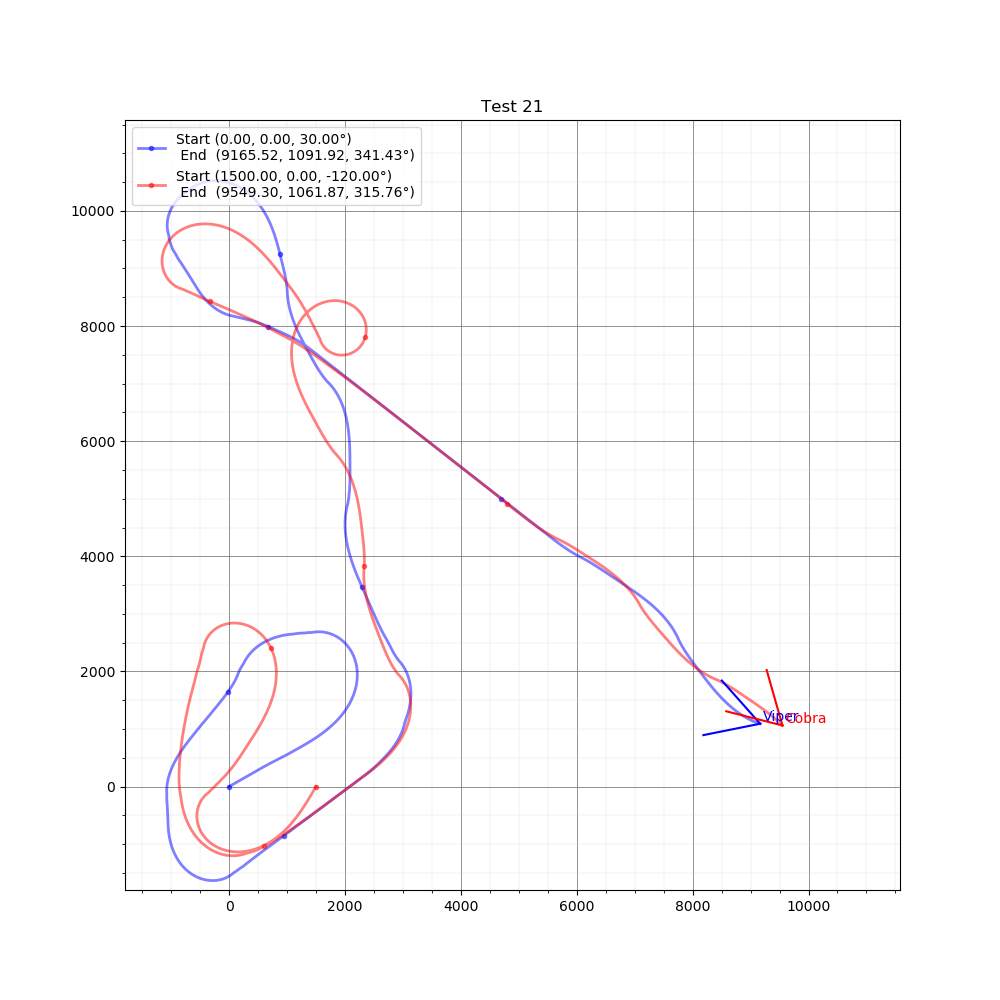 Test 21
Start (0.00, 0.00, 30.00°)
End (9165.52, 1091.92, 341.43°)
Start (1500.00, 0.00, -120.00°)
End (9549.30, 1061.87, 315.76°)
10000
8000
6000
4000
2000
0
Viper
Cobra
0 2000 4000 6000 8000 10000